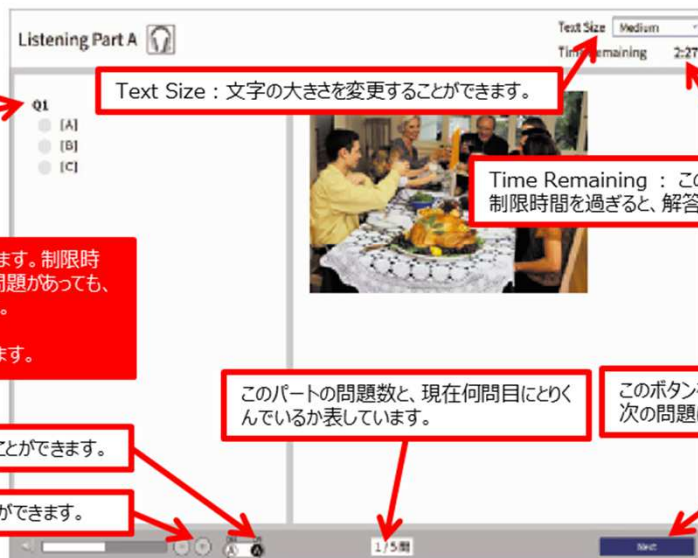 Listening Part A
Text Size Medium
Time Remaining 2:27
Text Size：文字の大きさを変更することができます。
Q1
[A]
[B]
[C]
Time Remaining ： こ
制限時間を過ぎると、解答
ます。制限時
問題があっても、
。
ます。
このパートの問題数と、現在何問目にとりく
んでいるか表しています。
このボタン
次の問題
ことができます。
ができます。
1/5問
Next